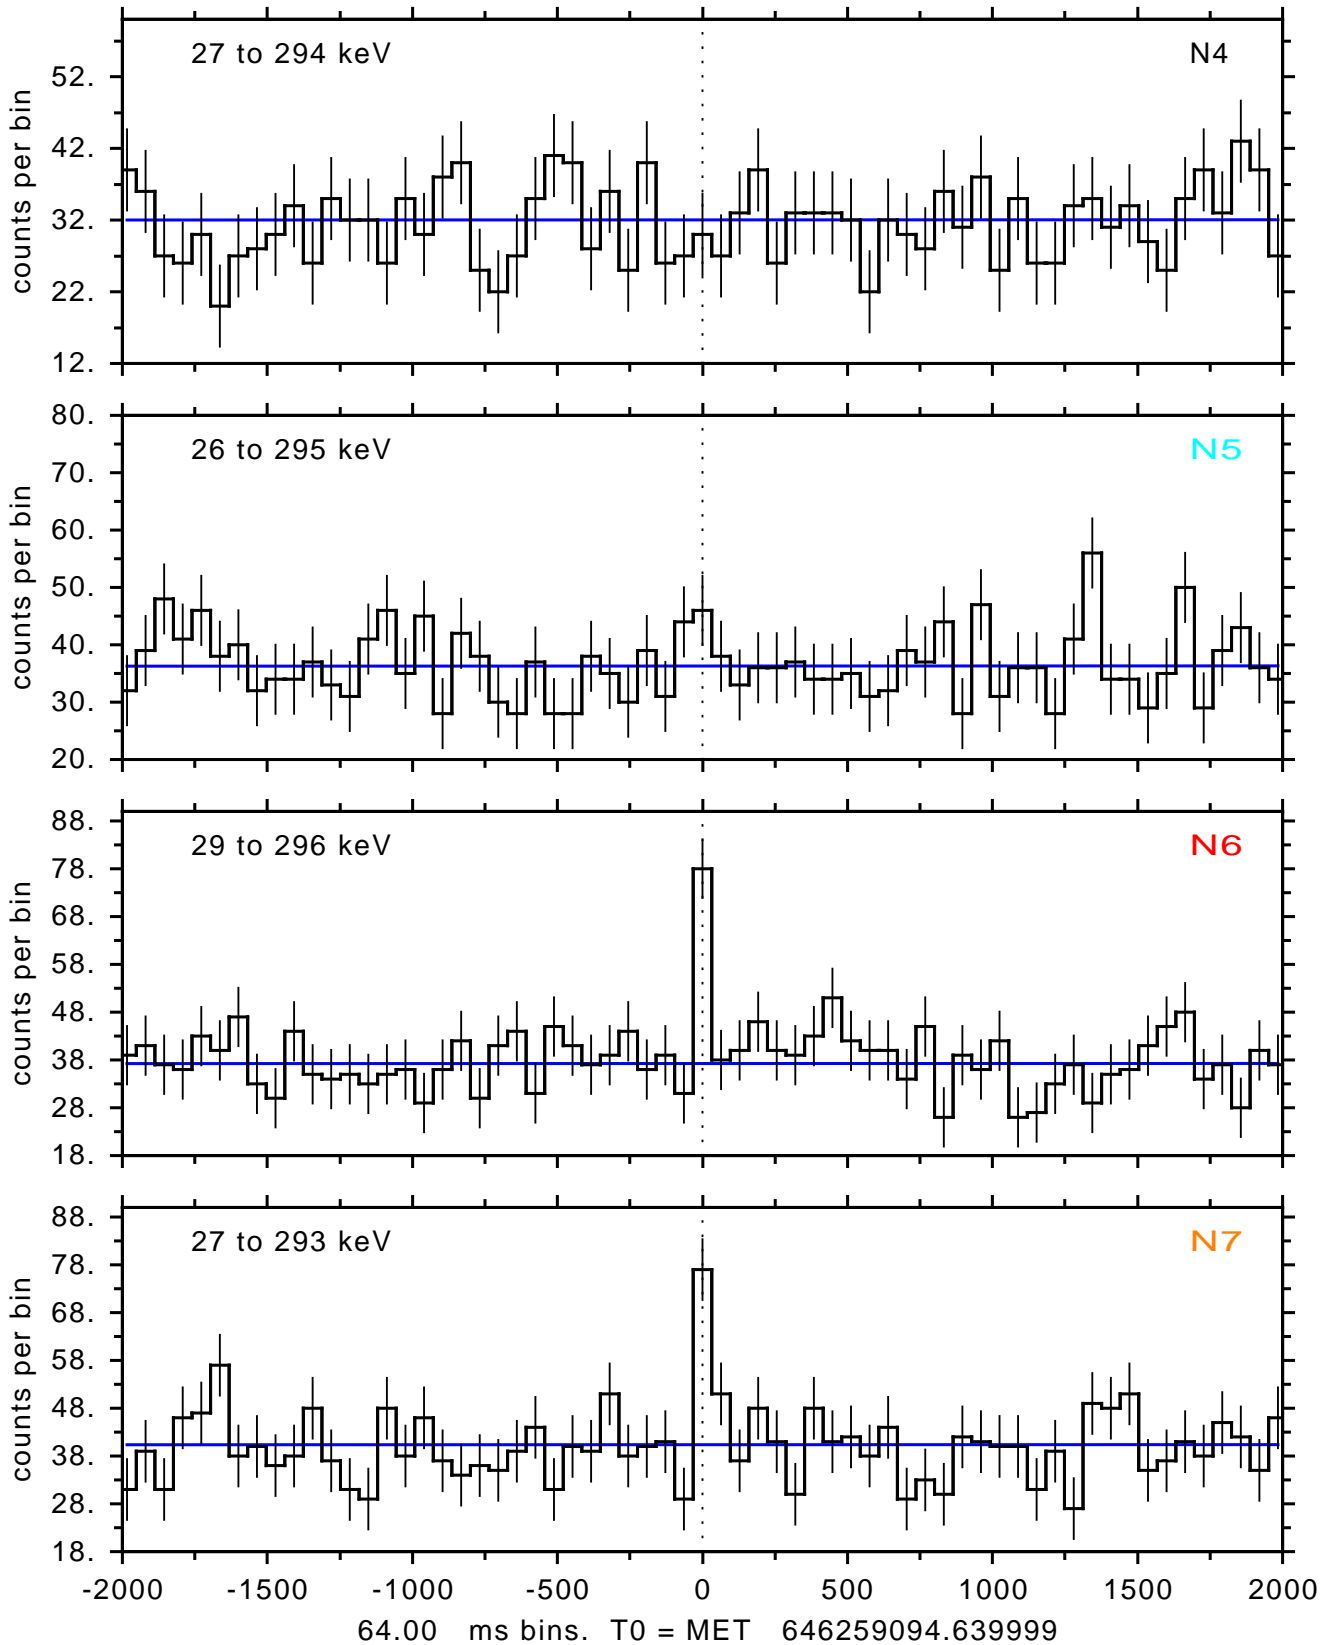 27 to 294 keV N4
counts per bin
52.
42.
32.
22.
12.
26 to 295 keV N5
counts per bin
80.
70.
60.
50.
40.
30.
20.
29 to 296 keV N6
counts per bin
88.
78.
68.
58.
48.
38.
28.
18.
27 to 293 keV N7
counts per bin
88.
78.
68.
58.
48.
38.
28.
18.
-2000 -1500 -1000 -500 0 500 1000 1500 2000
64.00 ms bins. T0 = MET 646259094.639999